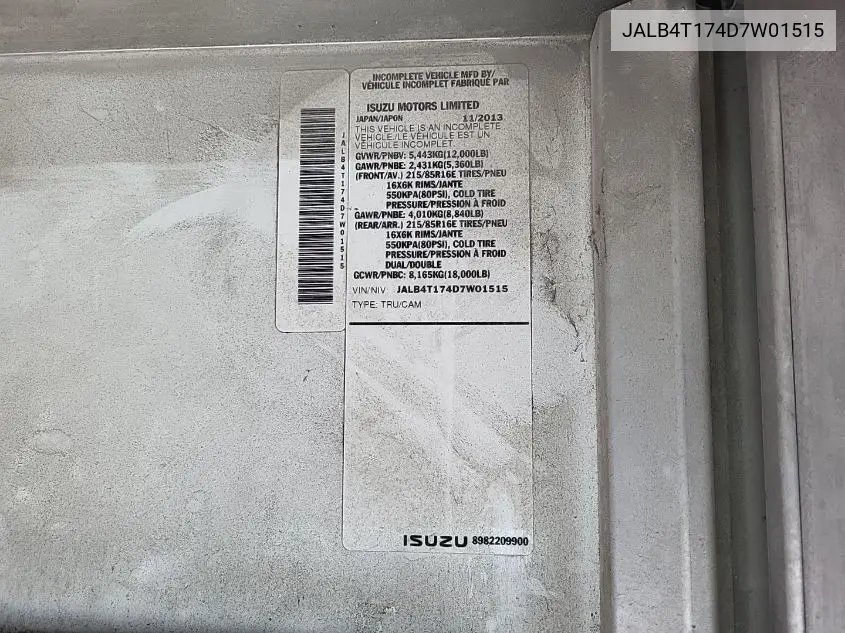 JALB4T174D7W01515
INCOMPLETE VEHICLE MFD BY/
VÉHICULE INCOMPLET FABRIQUÉ PAR
ISUZU MOTORS LIMITED
JAPAN/JAPON 11/2013
THIS VEHICLE IS AN INCOMPLETE
VEHICLE./LE VÉHICULE EST UN
VÉHICULE INCOMPLET.
GVWR/PNBV: 5,443KG(12,000LB)
GAWR/PNBE: 2,431KG(5,360LB)
(FRONT/AV.) 215/85R16E TIRES/PNEU
16X6K RIMS/JANTE
550KPA(80PSI), COLD TIRE
PRESSURE/PRESSION À FROID
GAWR/PNBE: 4,010KG(8,840LB)
(REAR/ARR.) 215/85R16E TIRES/PNEU
16X6K RIMS/JANTE
550KPA(80PSI), COLD TIRE
PRESSURE/PRESSION À FROID
DUAL/DOUBLE
GCWR/PNBC: 8,165KG(18,000LB)
VIN/NIV: JALB4T174D7W01515
TYPE: TRU/CAM
JALB4T174D7W01515
ISUZU 8982209900